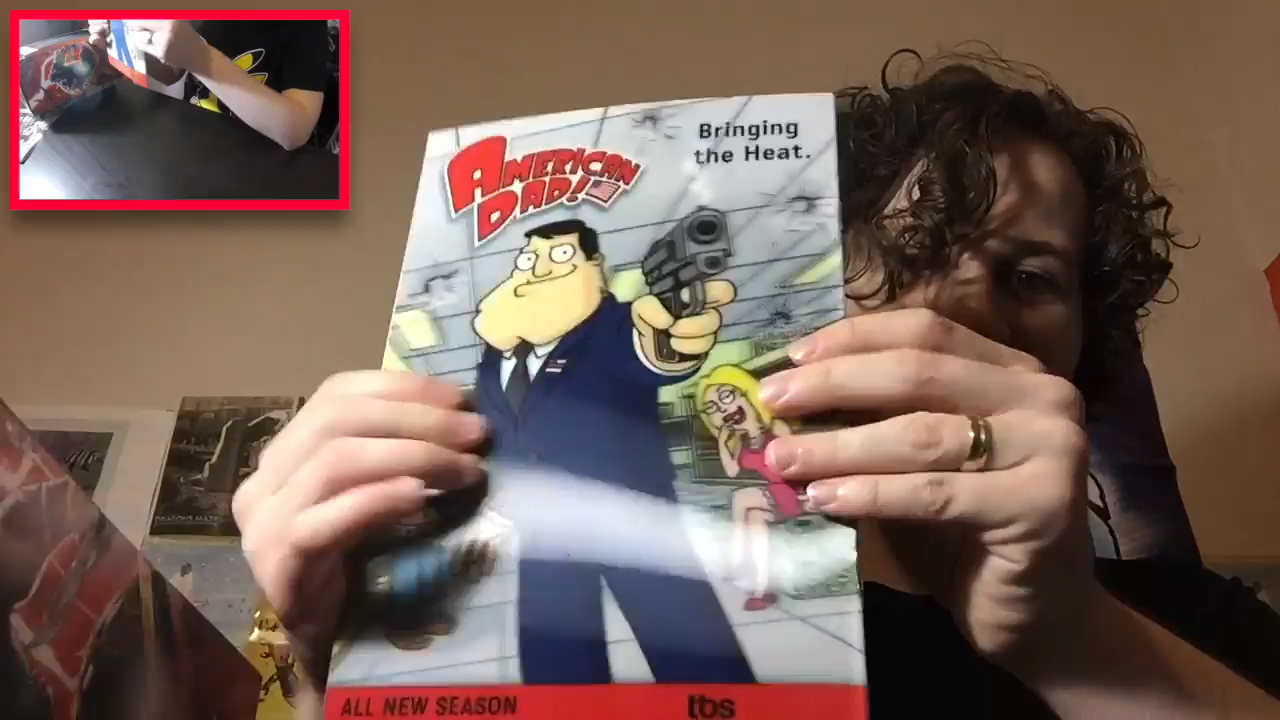 AMERICAN
DAD!
Bringing
the Heat.
ALL NEW SEASON
tbs